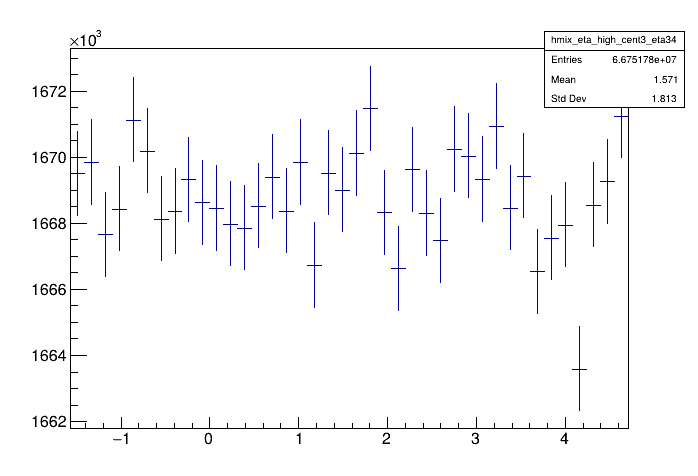 ×10³
hmix_eta_high_cent3_eta34
Entries 6.675178e+07
Mean 1.571
Std Dev 1.813
1672
1670
1668
1666
1664
1662
−1 0 1 2 3 4